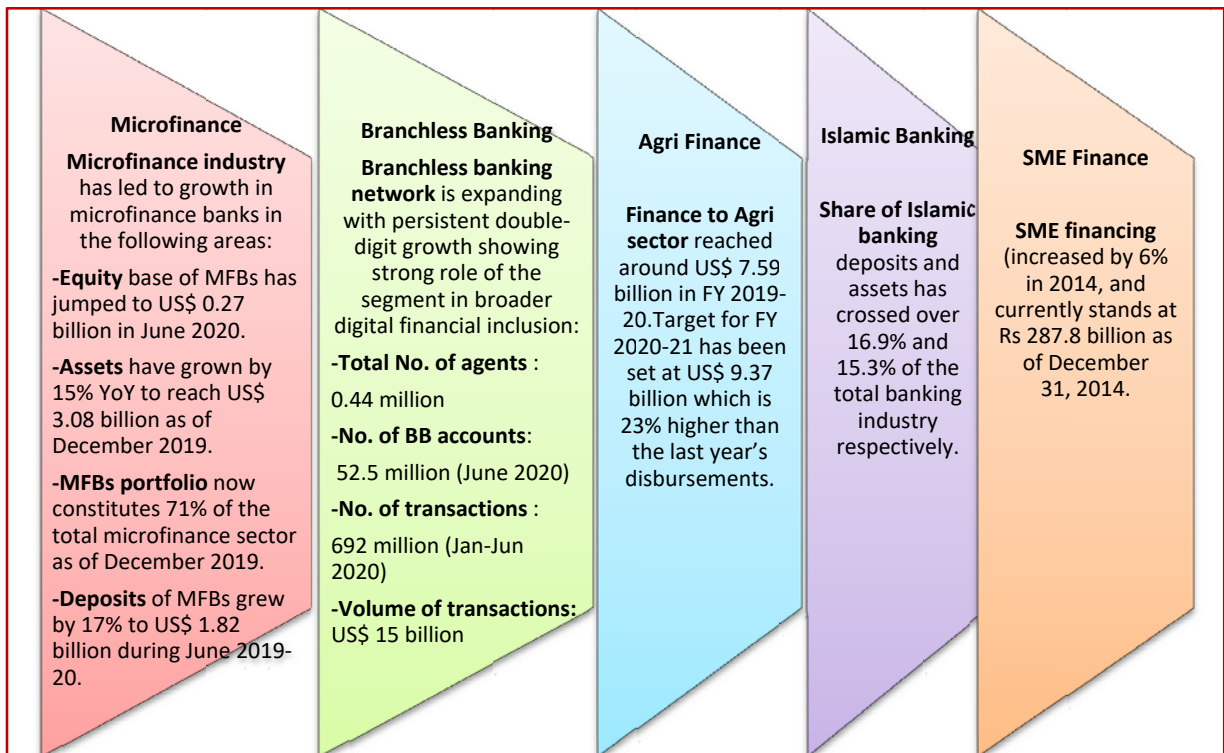 Microfinance
Microfinance industry
has led to growth in
microfinance banks in
the following areas:
-Equity base of MFBs has
jumped to US$ 0.27
billion in June 2020.
-Assets have grown by
15% YoY to reach US$
3.08 billion as of
December 2019.
-MFBs portfolio now
constitutes 71% of the
total microfinance sector
as of December 2019.
-Deposits of MFBs grew
by 17% to US$ 1.82
billion during June 2019-
20.
Branchless Banking
Branchless banking
network is expanding
with persistent double-
digit growth showing
strong role of the
segment in broader
digital financial inclusion:
-Total No. of agents :
0.44 million
-No. of BB accounts:
52.5 million (June 2020)
-No. of transactions :
692 million (Jan-Jun
2020)
-Volume of transactions:
US$ 15 billion
Agri Finance
Finance to Agri
sector reached
around US$ 7.59
billion in FY 2019-
20.Target for FY
2020-21 has been
set at US$ 9.37
billion which is
23% higher than
the last year’s
disbursements.
Islamic Banking
Share of Islamic
banking
deposits and
assets has
crossed over
16.9% and
15.3% of the
total banking
industry
respectively.
SME Finance
SME financing
(increased by 6%
in 2014, and
currently stands at
Rs 287.8 billion as
of December
31, 2014.